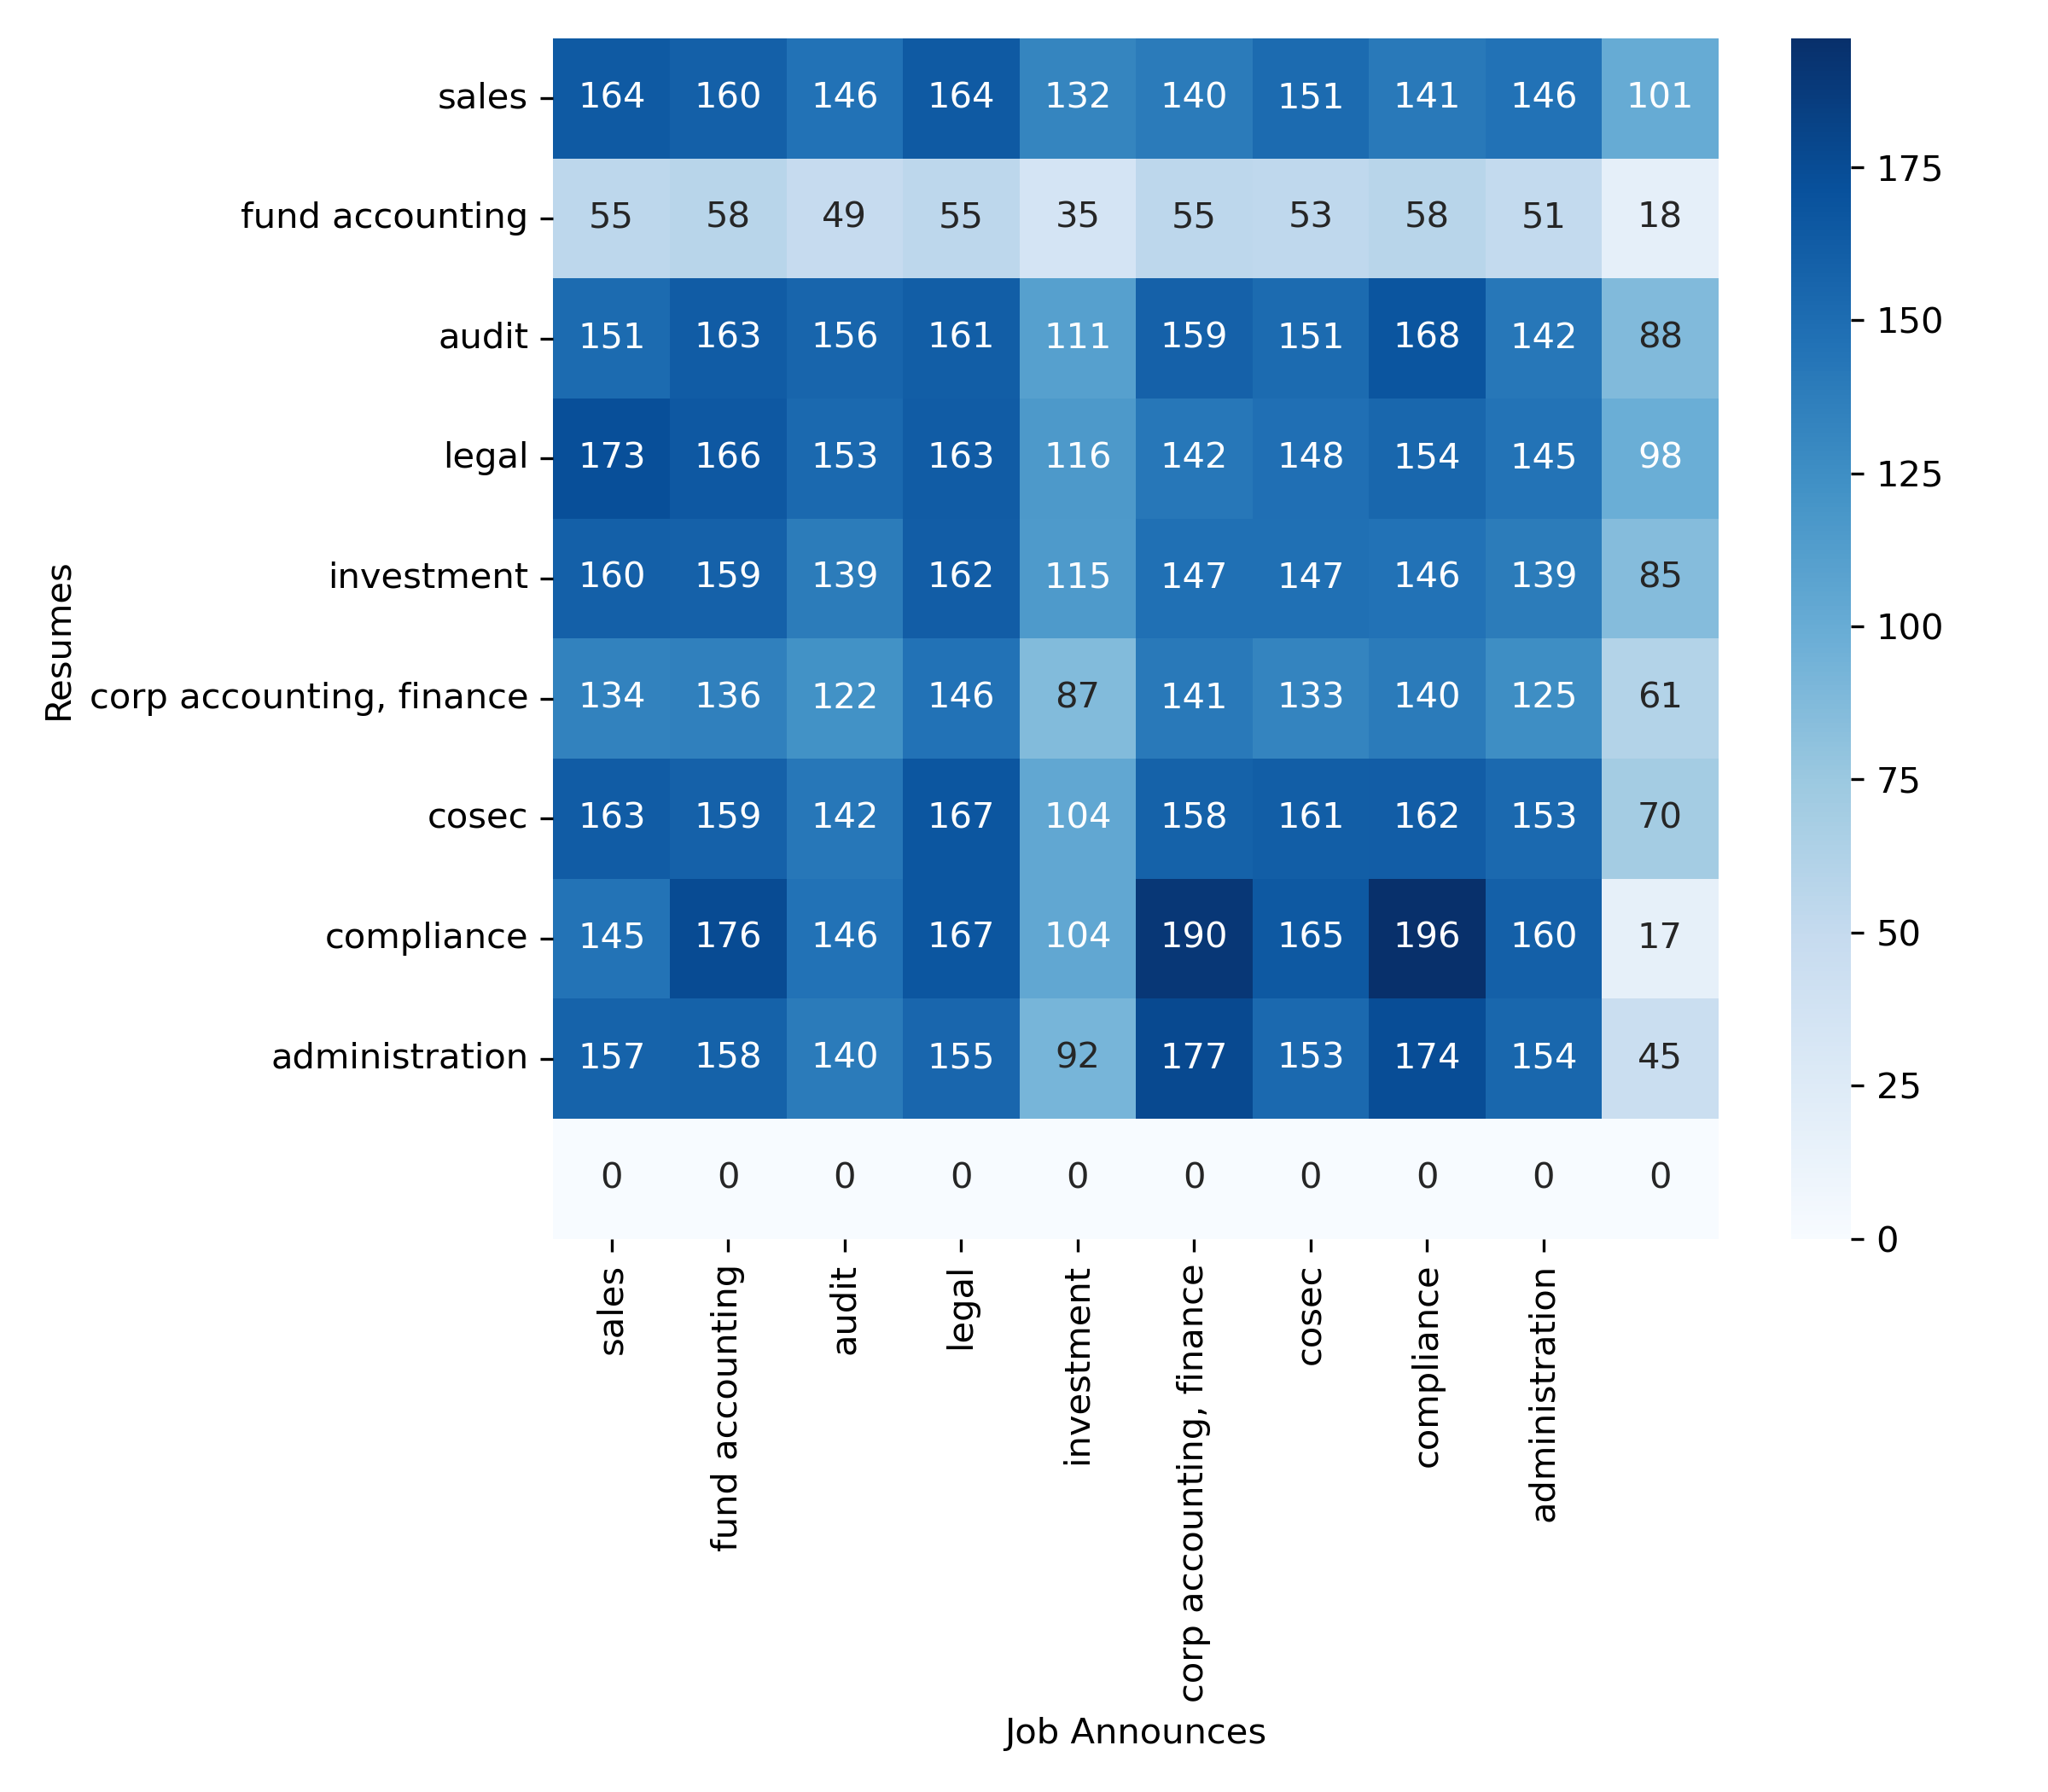 sales 164 160 146 164 132 140 151 141 146 101
175
fund accounting 55 58 49 55 35 55 53 58 51 18
audit 151 163 156 161 111 159 151 168 142 88
150
legal 173 166 153 163 116 142 148 154 145 98
125
investment 160 159 139 162 115 147 147 146 139 85
100
Resumes
corp accounting, finance 134 136 122 146 87 141 133 140 125 61
75
cosec 163 159 142 167 104 158 161 162 153 70
compliance 145 176 146 167 104 190 165 196 160 17
50
administration 157 158 140 155 92 177 153 174 154 45
25
0 0 0 0 0 0 0 0 0 0
0
sales
fund accounting
audit
legal
investment
corp accounting, finance
cosec
compliance
administration
Job Announces